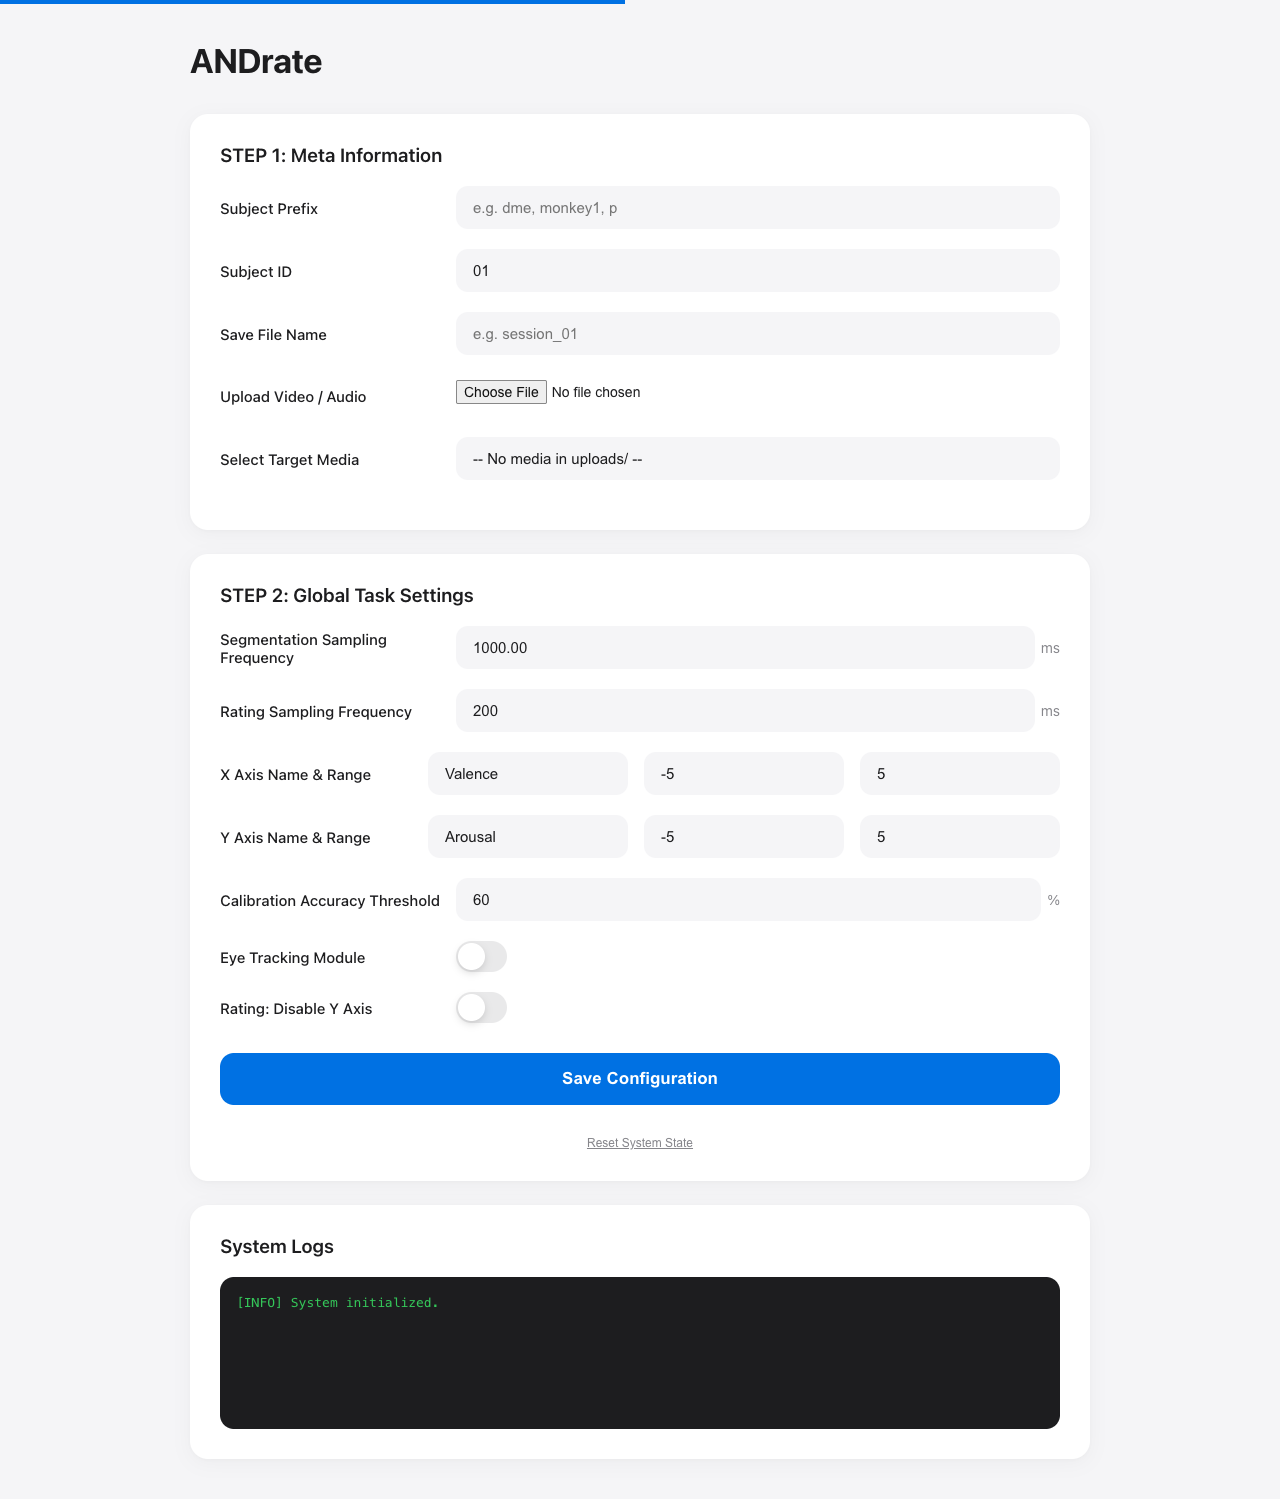 ANDrate
STEP 1: Meta Information
Subject Prefix
e.g. dme, monkey1, p
Subject ID
01
Save File Name
e.g. session_01
Upload Video / Audio
Choose File No file chosen
Select Target Media
-- No media in uploads/ --
STEP 2: Global Task Settings
Segmentation Sampling
Frequency
1000.00
ms
Rating Sampling Frequency
200
ms
X Axis Name & Range
Valence
-5
5
Y Axis Name & Range
Arousal
-5
5
Calibration Accuracy Threshold
60
%
Eye Tracking Module
Rating: Disable Y Axis
Save Configuration
Reset System State
System Logs
[INFO] System initialized.